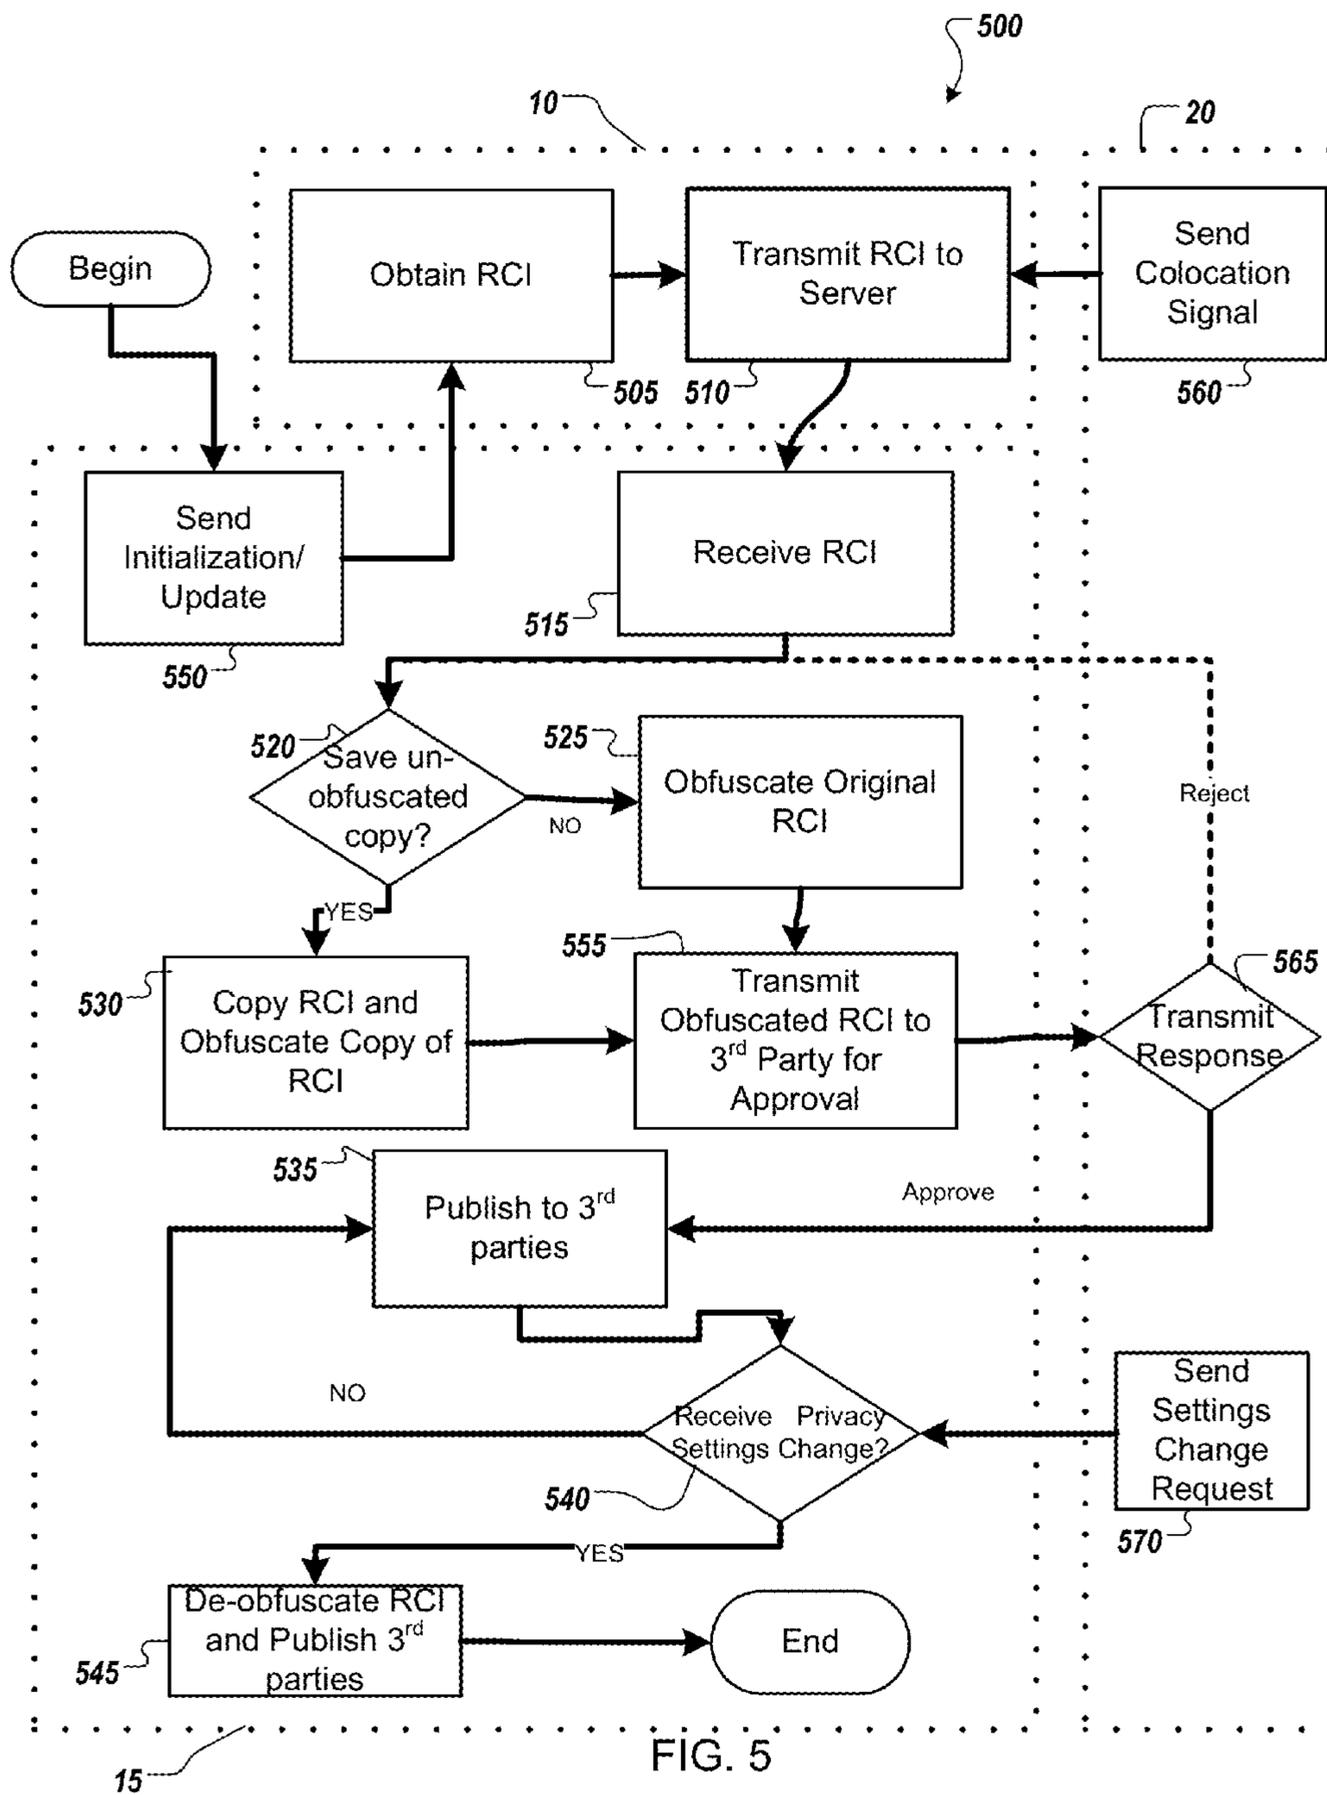 500
10
20
Begin
Obtain RCI
Transmit RCI to
Server
Send
Colocation
Signal
505
510
560
Send
Initialization/
Update
Receive RCI
515
550
520
Save un-
obfuscated
copy?
NO
525
Obfuscate Original
RCI
Reject
YES
555
565
530
Copy RCI and
Obfuscate Copy of
RCI
Transmit
Obfuscated RCI to
3rd Party for
Approval
Transmit
Response
535
Publish to 3rd
parties
Approve
NO
Receive Privacy
Settings Change?
Send
Settings
Change
Request
540
570
YES
De-obfuscate RCI
and Publish 3rd
parties
End
545
15
FIG. 5